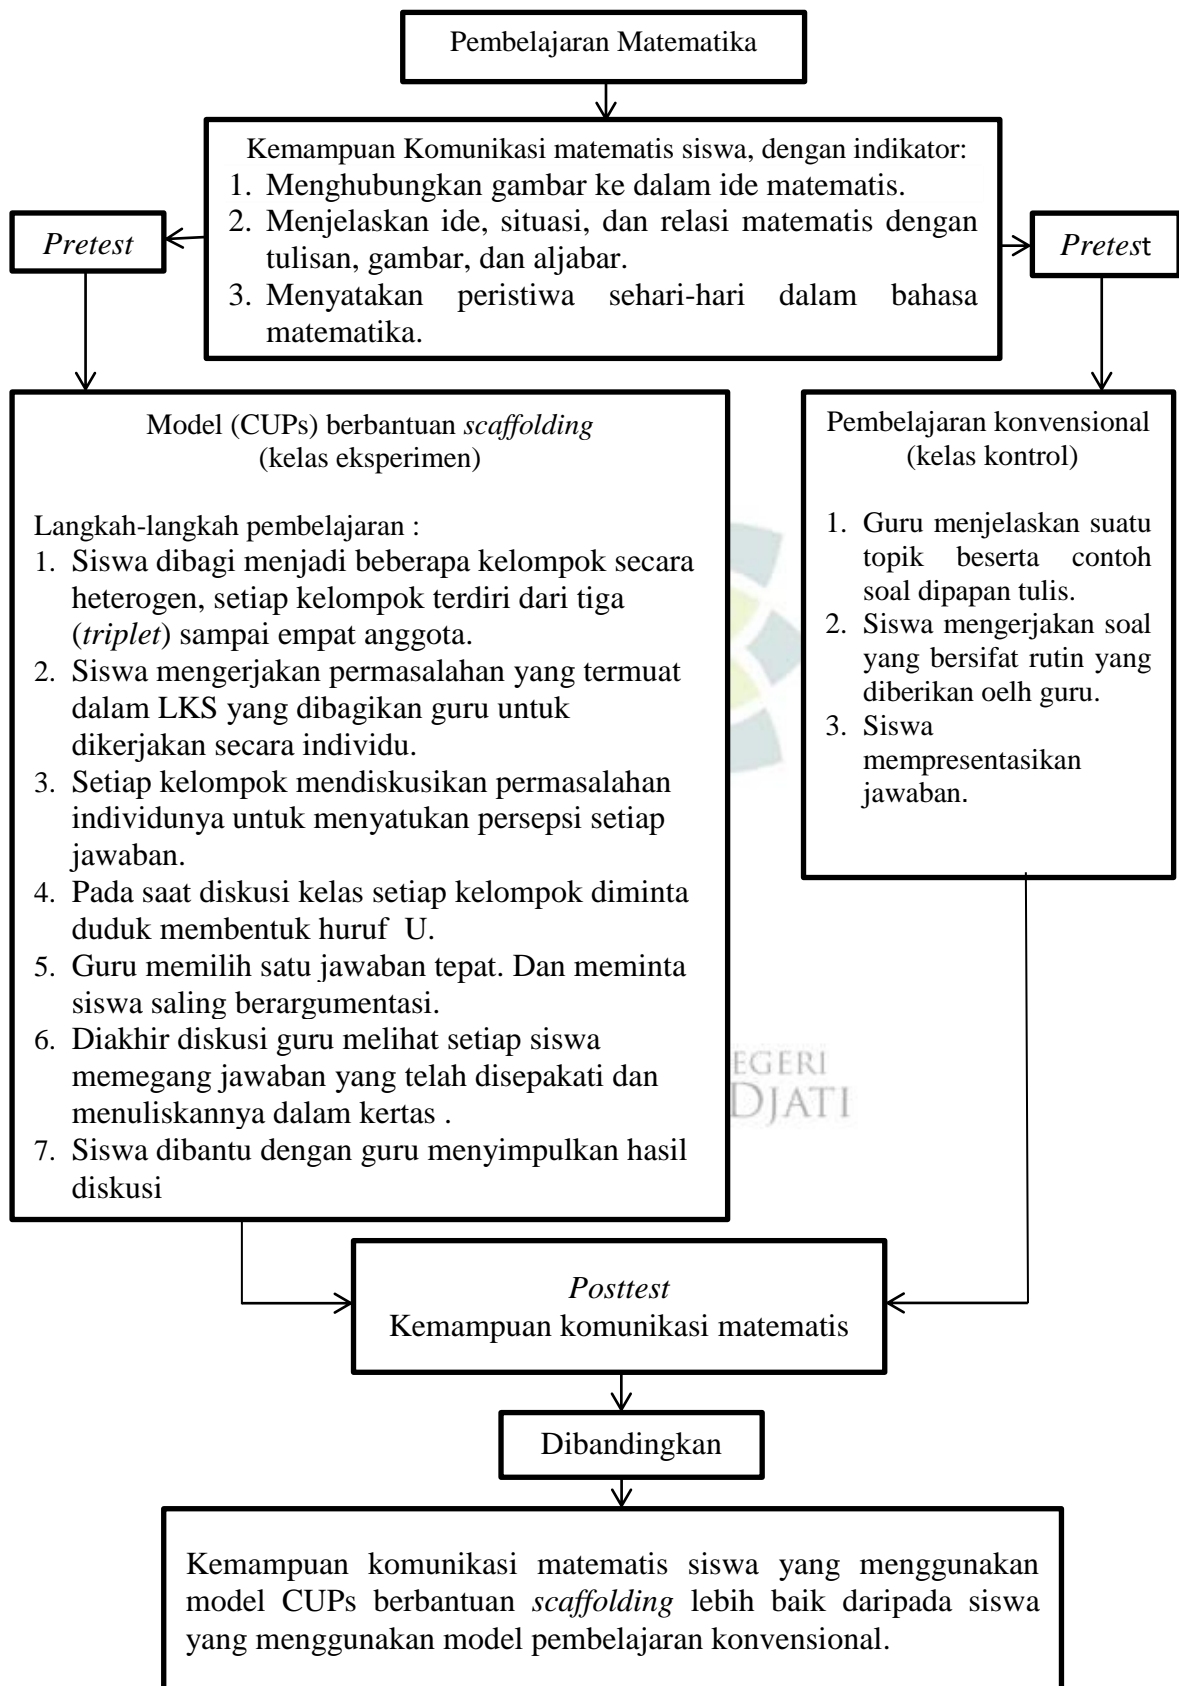 Pembelajaran Matematika
Kemampuan Komunikasi matematis siswa, dengan indikator:
1. Menghubungkan gambar ke dalam ide matematis.
2. Menjelaskan ide, situasi, dan relasi matematis dengan
tulisan, gambar, dan aljabar.
3. Menyatakan peristiwa sehari-hari dalam bahasa
matematika.
Pretest
Pretest
Model (CUPs) berbantuan scaffolding
(kelas eksperimen)
Langkah-langkah pembelajaran :
1. Siswa dibagi menjadi beberapa kelompok secara
heterogen, setiap kelompok terdiri dari tiga
(triplet) sampai empat anggota.
2. Siswa mengerjakan permasalahan yang termuat
dalam LKS yang dibagikan guru untuk
dikerjakan secara individu.
3. Setiap kelompok mendiskusikan permasalahan
individunya untuk menyatukan persepsi setiap
jawaban.
4. Pada saat diskusi kelas setiap kelompok diminta
duduk membentuk huruf U.
5. Guru memilih satu jawaban tepat. Dan meminta
siswa saling berargumentasi.
6. Diakhir diskusi guru melihat setiap siswa
memegang jawaban yang telah disepakati dan
menuliskannya dalam kertas .
7. Siswa dibantu dengan guru menyimpulkan hasil
diskusi
Pembelajaran konvensional
(kelas kontrol)
1. Guru menjelaskan suatu
topik beserta contoh
soal dipapan tulis.
2. Siswa mengerjakan soal
yang bersifat rutin yang
diberikan oelh guru.
3. Siswa
mempresentasikan
jawaban.
EGERI
DJATI
Posttest
Kemampuan komunikasi matematis
Dibandingkan
Kemampuan komunikasi matematis siswa yang menggunakan
model CUPs berbantuan scaffolding lebih baik daripada siswa
yang menggunakan model pembelajaran konvensional.